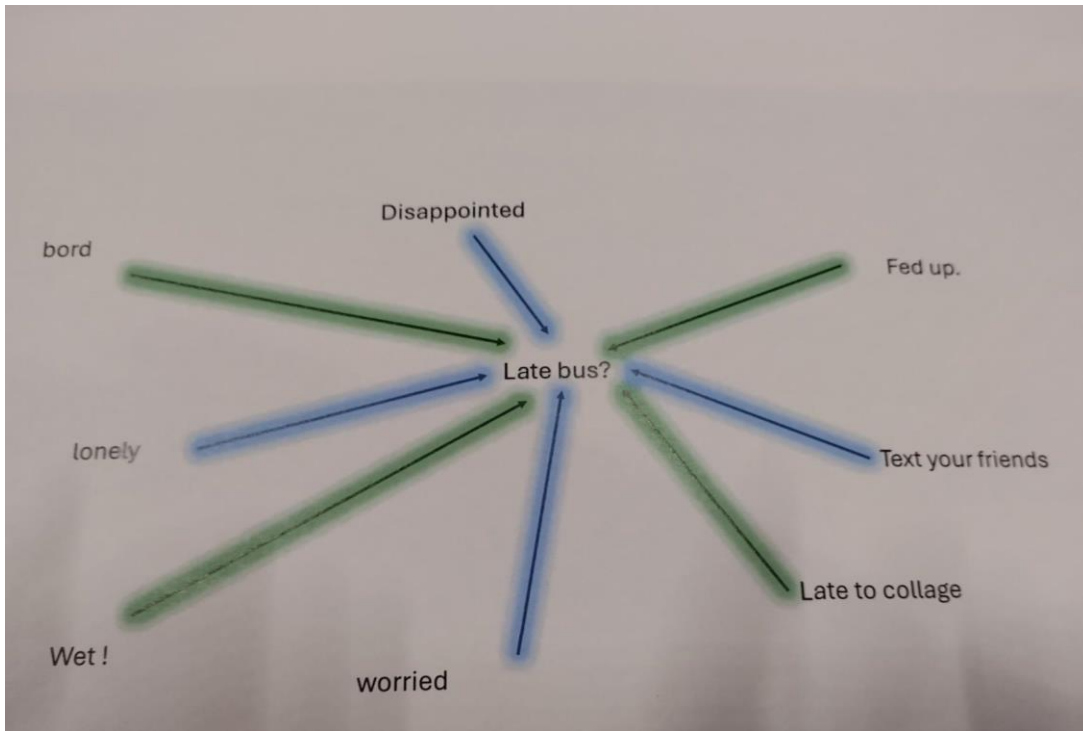 Disappointed
bord
Fed up.
Late bus?
lonely
Text your friends
Late to collage
Wet !
worried